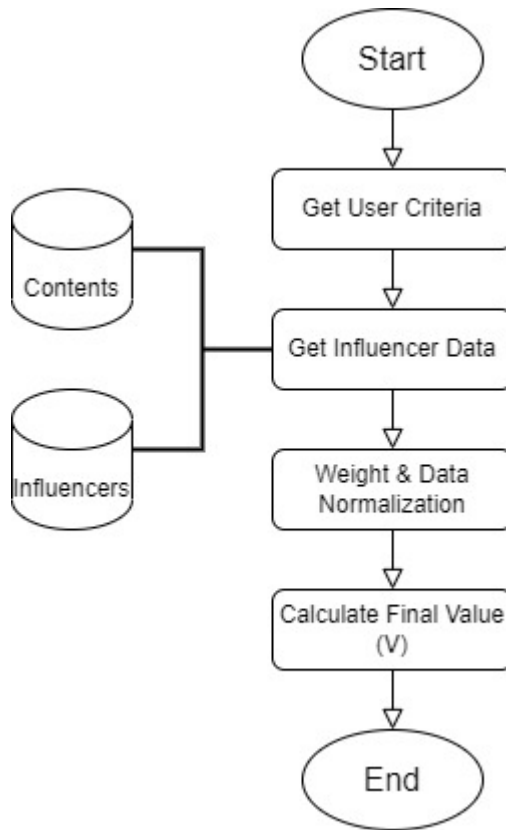 Start
Get User Criteria
Contents
Get Influencer Data
Influencers
Weight & Data
Normalization
Calculate Final Value
(V)
End